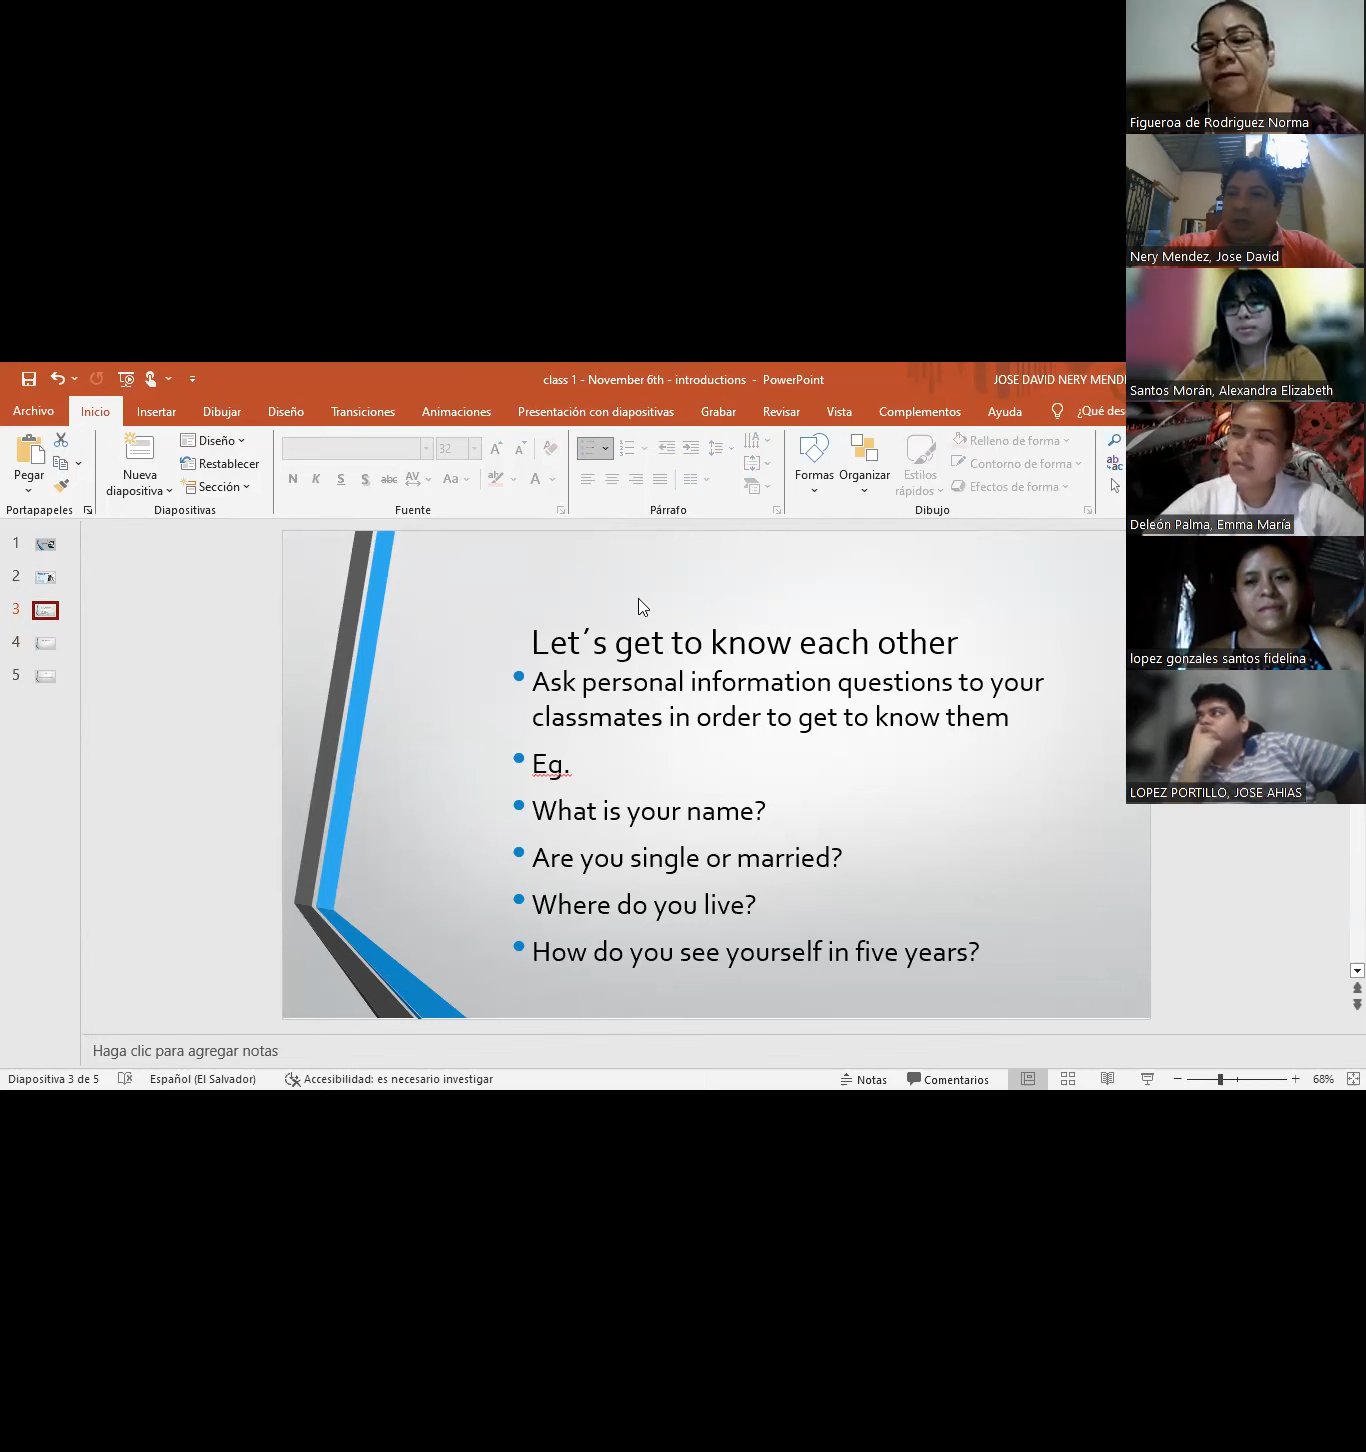 Figueroa de Rodriguez Norma
Nery Mendez, Jose David
Santos Morán, Alexandra Elizabeth
Deleón Palma, Emma María
lopez gonzales santos fidelina
LOPEZ PORTILLO, JOSE AHIAS
class 1 - November 6th - introductions - PowerPoint
JOSE DAVID NERY MENDE
Archivo Inicio Insertar Dibujar Diseño Transiciones Animaciones Presentación con diapositivas Grabar Revisar Vista Complementos Ayuda ¿Qué des
Pegar
Nueva
diapositiva
Diseño
Restablecer
Sección
32
N K S S abc AV Aa A
Formas Organizar Estilos
rápidos
Relleno de forma
Contorno de forma
Efectos de forma
Portapapeles Diapositivas Fuente Párrafo Dibujo
1
2
3
4
5
Let´s get to know each other
Ask personal information questions to your
classmates in order to get to know them
Eg.
What is your name?
Are you single or married?
Where do you live?
How do you see yourself in five years?
Haga clic para agregar notas
Diapositiva 3 de 5 Español (El Salvador) Accesibilidad: es necesario investigar Notas Comentarios 68%